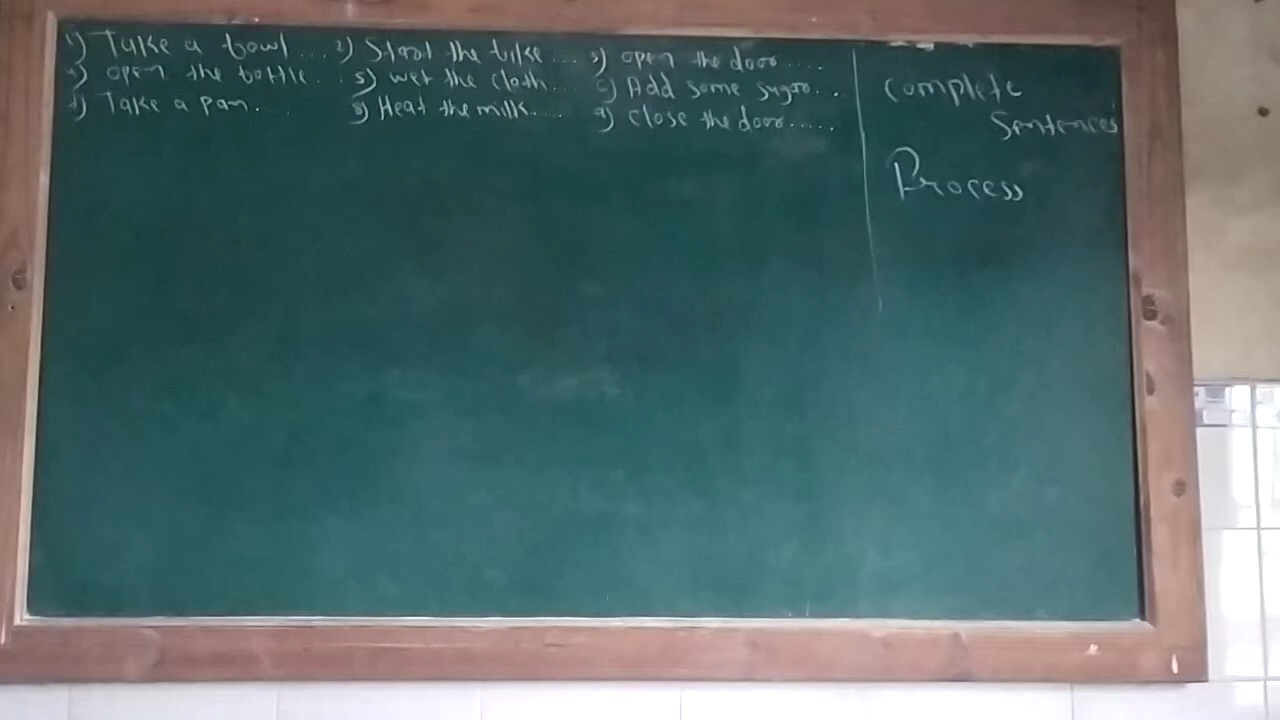 1) Take a bowl.... 2) Start the bike.... 3) open the door....
4) open the bottle... 5) wet the cloth... 6) Add some sugar...
7) Take a pan... 8) Heat the milk.... 9) close the door.....
complete
sentences
Process